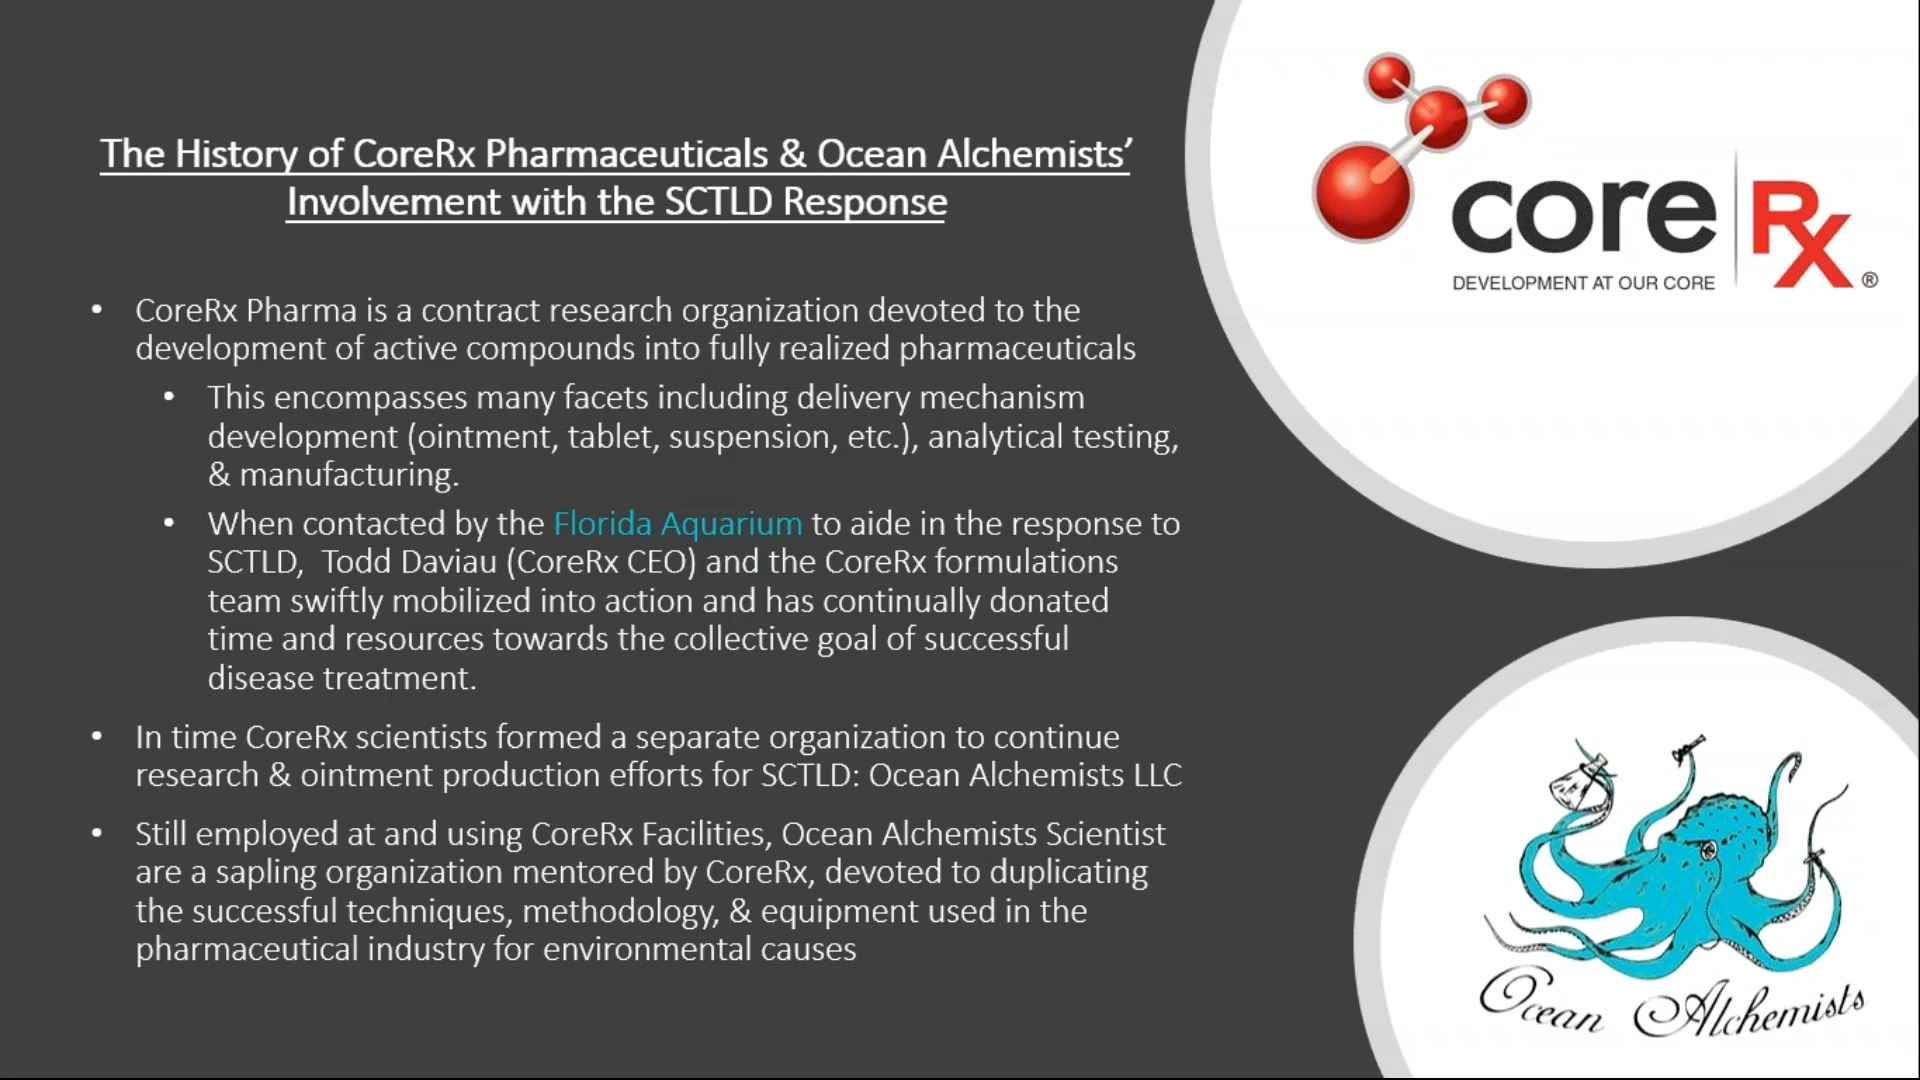 The History of CoreRx Pharmaceuticals & Ocean Alchemists’
Involvement with the SCTLD Response
• CoreRx Pharma is a contract research organization devoted to the
development of active compounds into fully realized pharmaceuticals
• This encompasses many facets including delivery mechanism
development (ointment, tablet, suspension, etc.), analytical testing,
& manufacturing.
• When contacted by the Florida Aquarium to aide in the response to
SCTLD,  Todd Daviau (CoreRx CEO) and the CoreRx formulations
team swiftly mobilized into action and has continually donated
time and resources towards the collective goal of successful
disease treatment.
• In time CoreRx scientists formed a separate organization to continue
research & ointment production efforts for SCTLD: Ocean Alchemists LLC
• Still employed at and using CoreRx Facilities, Ocean Alchemists Scientist
are a sapling organization mentored by CoreRx, devoted to duplicating
the successful techniques, methodology, & equipment used in the
pharmaceutical industry for environmental causes
core Rx ®
DEVELOPMENT AT OUR CORE
Ocean Alchemists